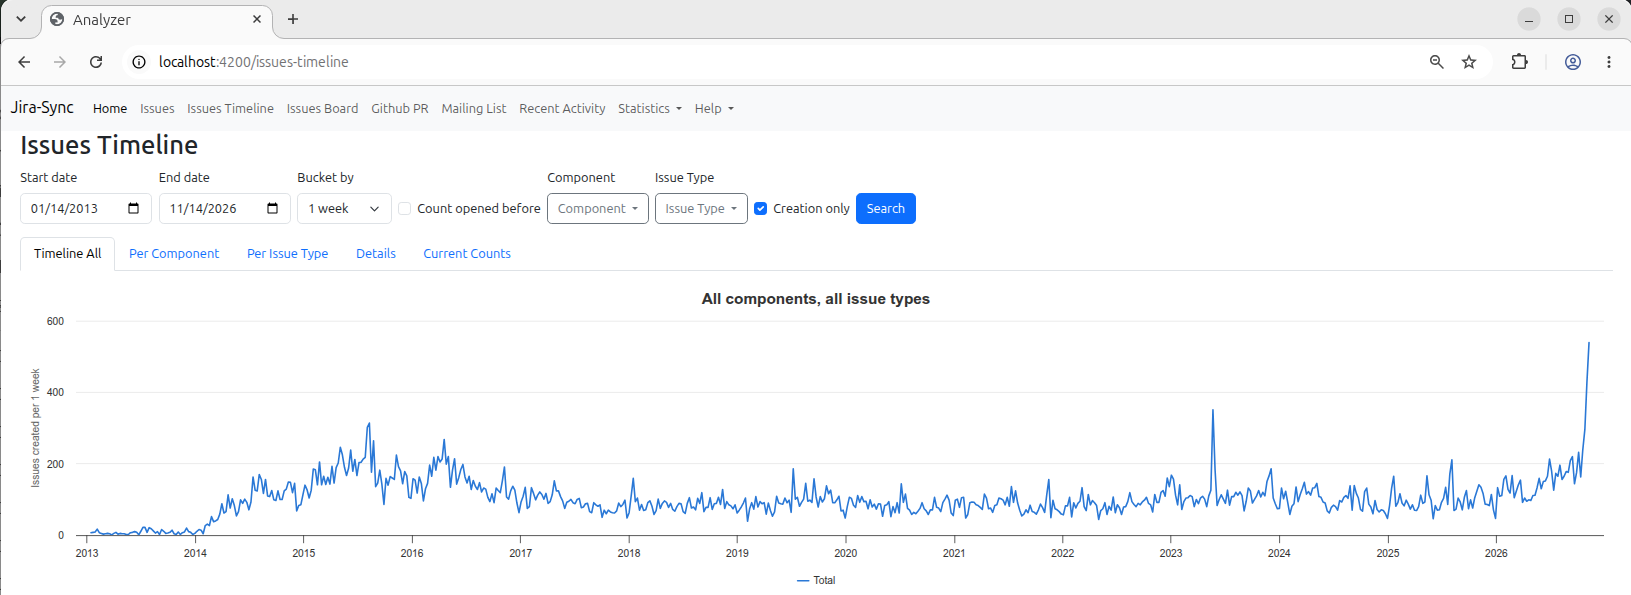 Analyzer
localhost:4200/issues-timeline
Jira-Sync Home Issues Issues Timeline Issues Board Github PR Mailing List Recent Activity Statistics Help
Issues Timeline
Start date End date Bucket by Component Issue Type
01/14/2013 11/14/2026 1 week Count opened before Component Issue Type Creation only Search
Timeline All Per Component Per Issue Type Details Current Counts
All components, all issue types
Issues created per 1 week
600
400
200
0
2013 2014 2015 2016 2017 2018 2019 2020 2021 2022 2023 2024 2025 2026
Total